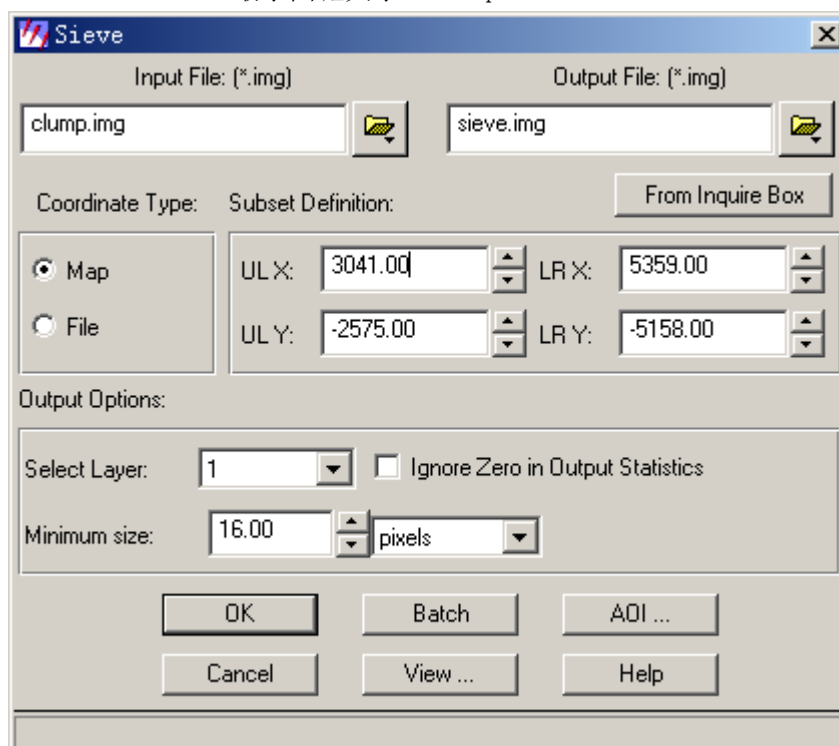 Sieve
Input File: (*.img) Output File: (*.img)
clump.img sieve.img
From Inquire Box
Coordinate Type: Subset Definition:
Map UL X: 3041.00 LR X: 5359.00
File UL Y: -2575.00 LR Y: -5158.00
Output Options:
Select Layer: 1 Ignore Zero in Output Statistics
Minimum size: 16.00 pixels
OK Batch AOI ...
Cancel View ... Help